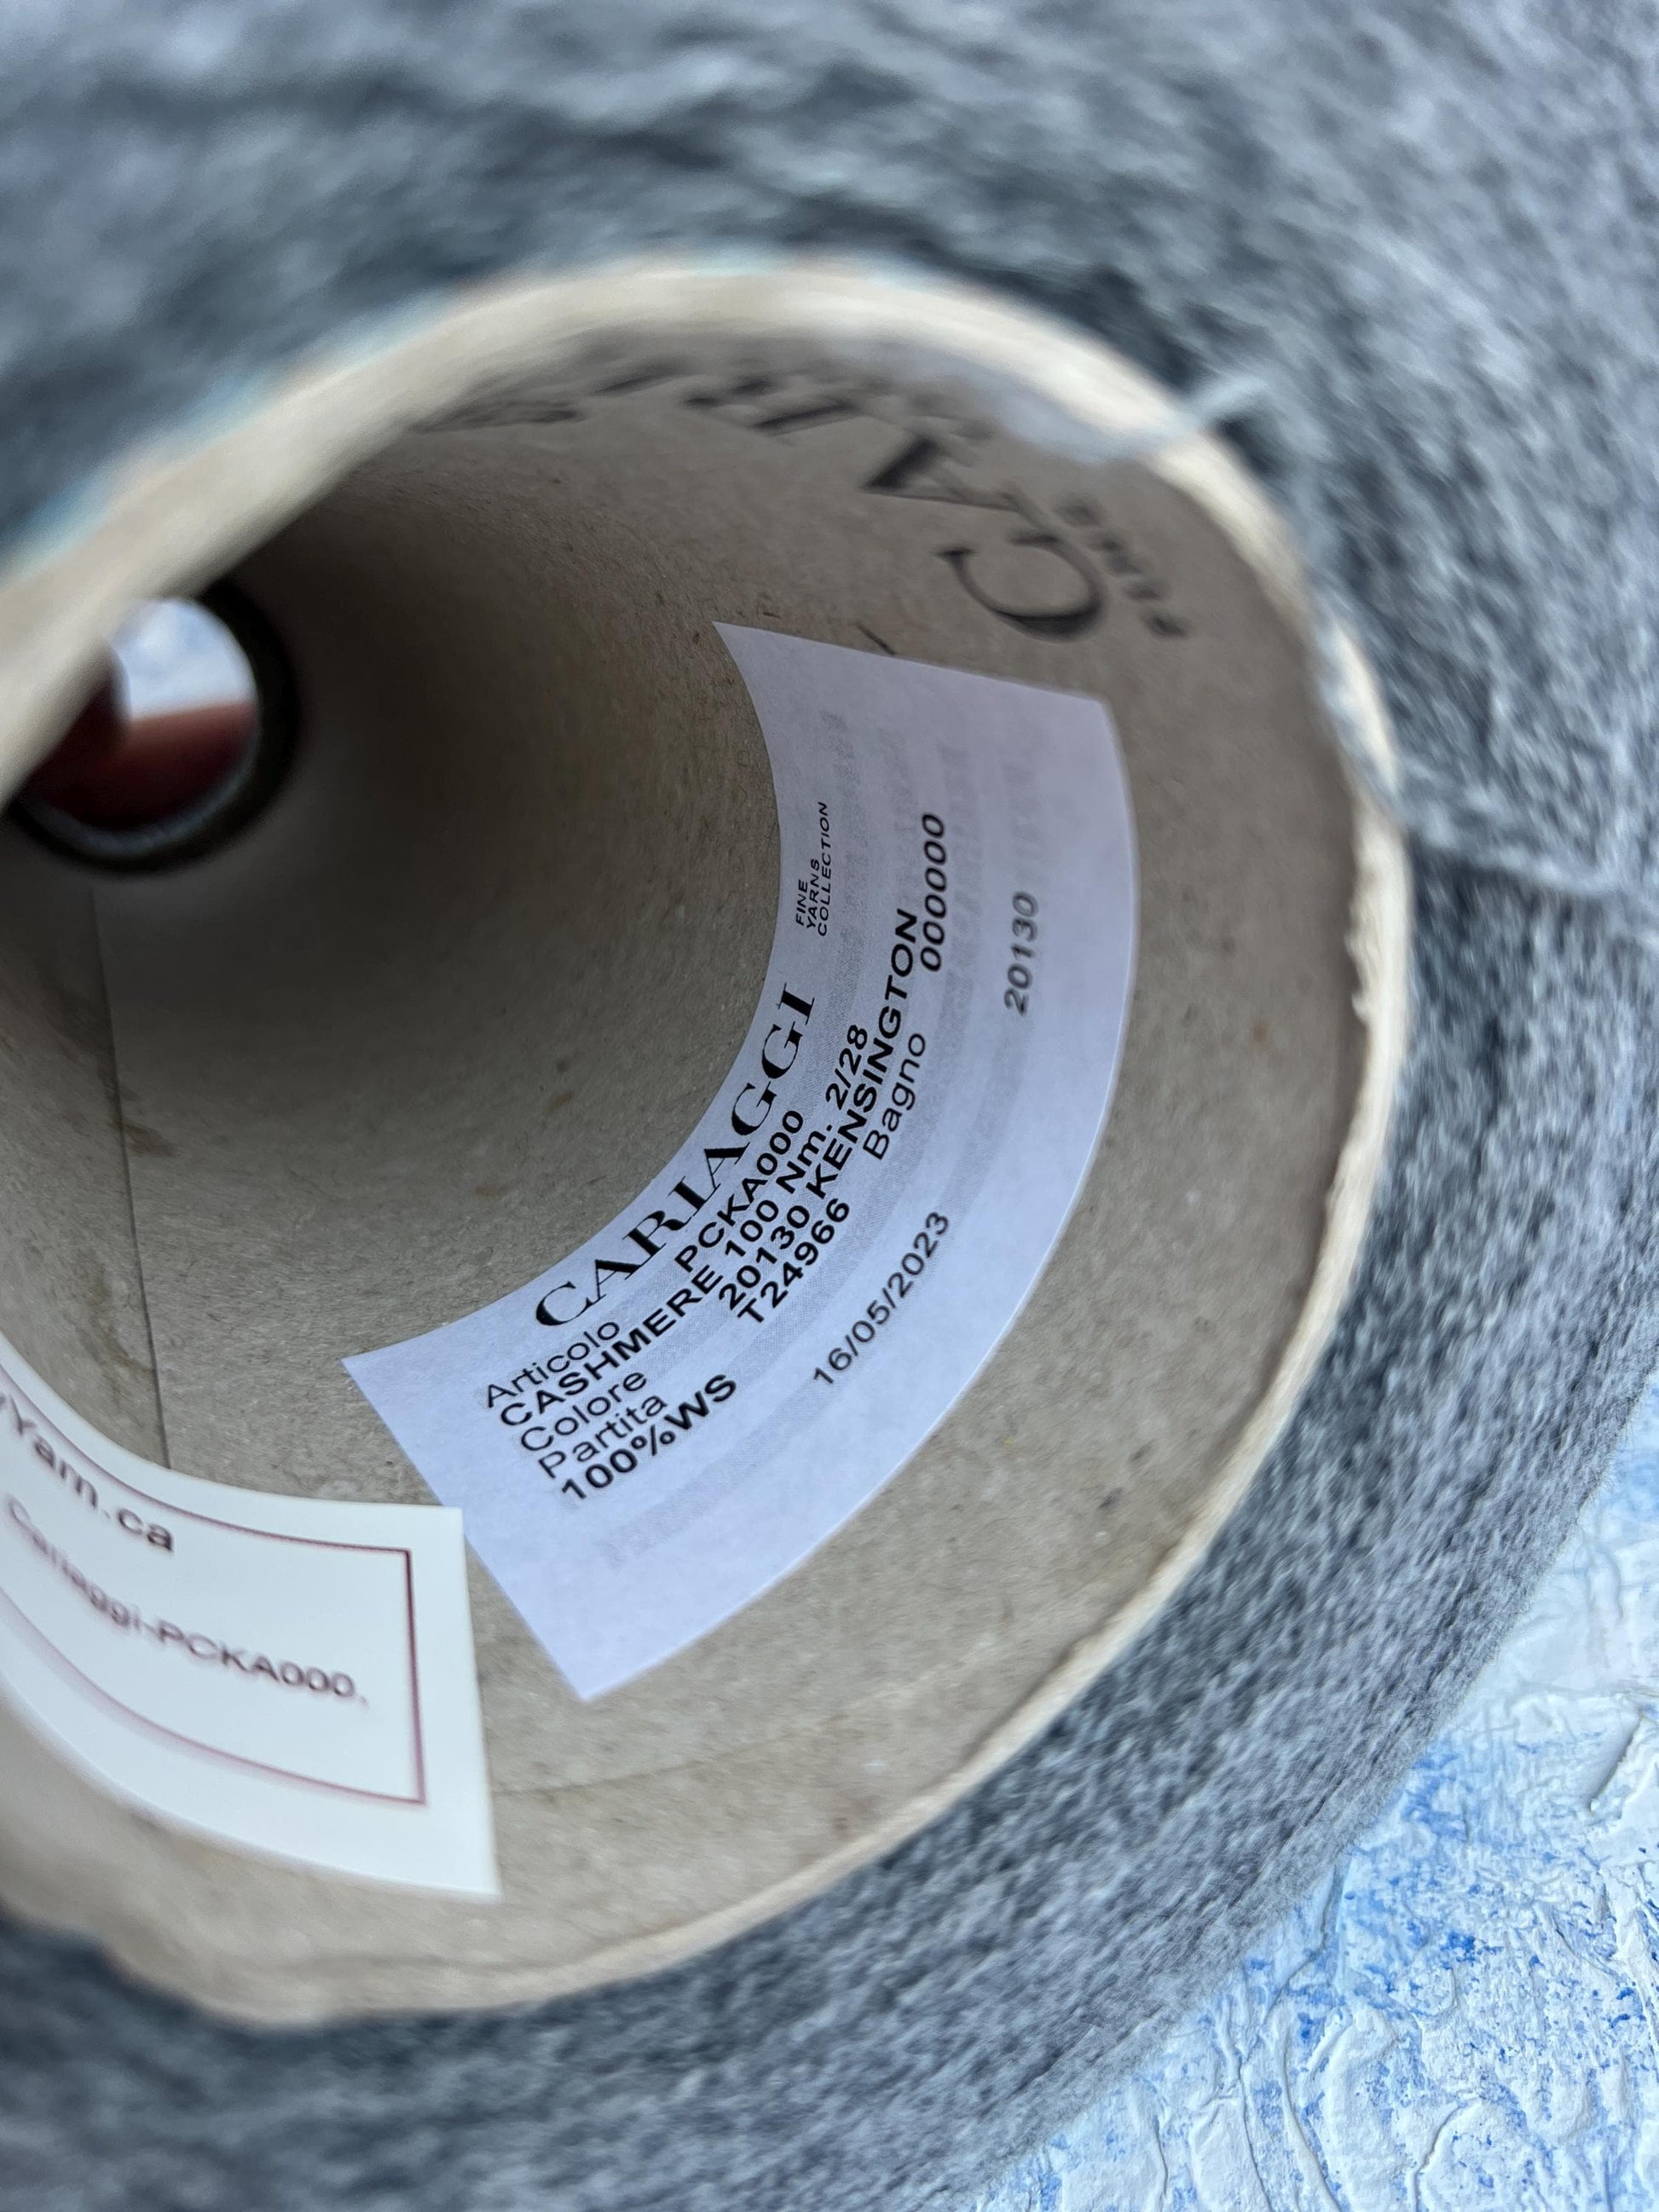 CARIAGGI
FINE
YARNS
COLLECTION
Articolo PCKA000
CASHMERE 100 Nm. 2/28
Colore 20130 KENSINGTON
Partita T24966 Bagno 000000
100%WS
16/05/2023 20130
Yarn.ca
Cariaggi-PCKA000.